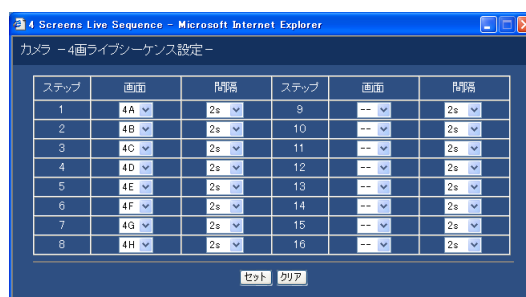 4 Screens Live Sequence - Microsoft Internet Explorer
カメラ －4画ライブシーケンス設定－
ステップ 画面 間隔 ステップ 画面 間隔
1 4A 2s 9 -- 2s
2 4B 2s 10 -- 2s
3 4C 2s 11 -- 2s
4 4D 2s 12 -- 2s
5 4E 2s 13 -- 2s
6 4F 2s 14 -- 2s
7 4G 2s 15 -- 2s
8 4H 2s 16 -- 2s
セット クリア